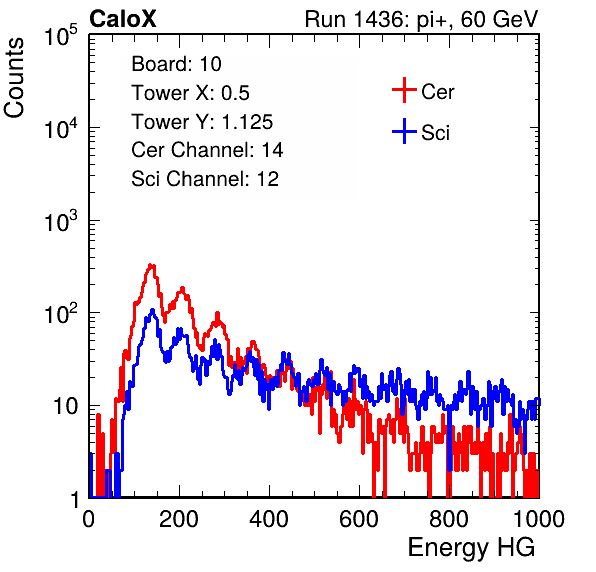 CaloX Run 1436: pi+, 60 GeV
Counts
Board: 10
Tower X: 0.5
Tower Y: 1.125
Cer Channel: 14
Sci Channel: 12
Cer
Sci
10^5
10^4
10^3
10^2
10
1
0 200 400 600 800 1000
Energy HG